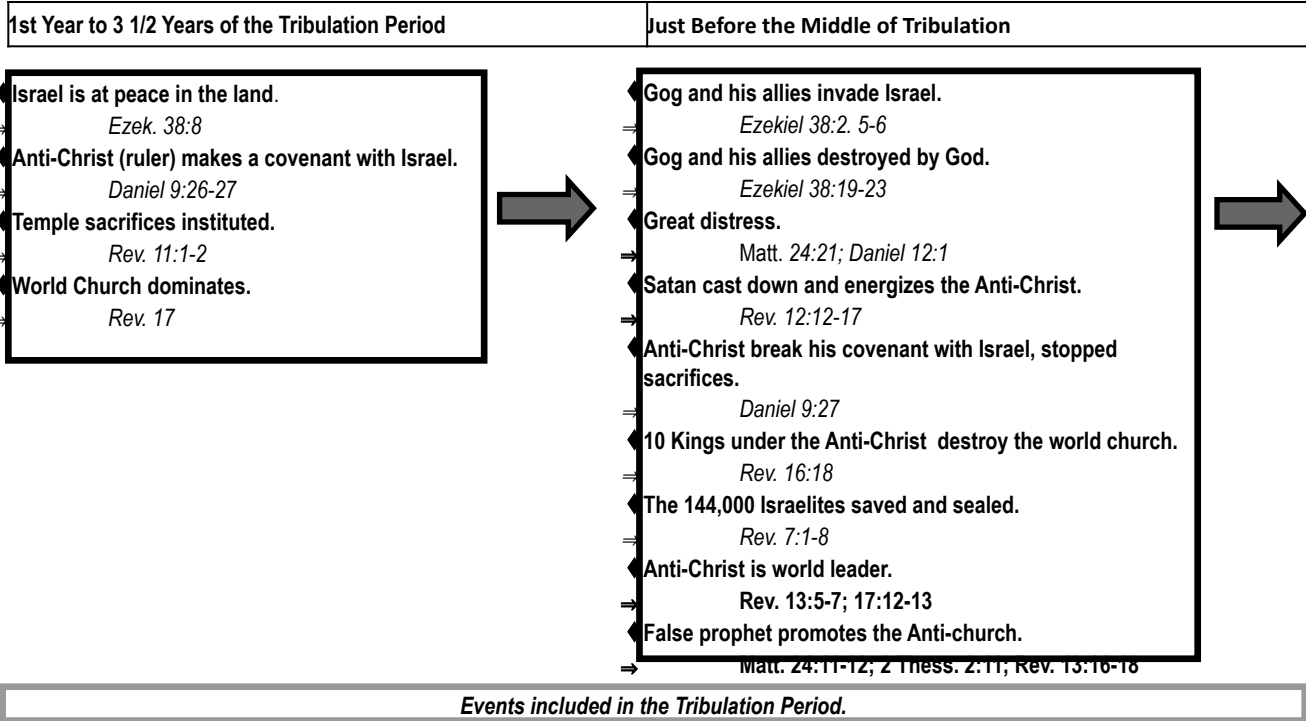 1st Year to 3 1/2 Years of the Tribulation Period
Just Before the Middle of Tribulation
Israel is at peace in the land.
Ezek. 38:8
Anti-Christ (ruler) makes a covenant with Israel.
Daniel 9:26-27
Temple sacrifices instituted.
Rev. 11:1-2
World Church dominates.
Rev. 17
Gog and his allies invade Israel.
Ezekiel 38:2. 5-6
Gog and his allies destroyed by God.
Ezekiel 38:19-23
Great distress.
Matt. 24:21; Daniel 12:1
Satan cast down and energizes the Anti-Christ.
Rev. 12:12-17
Anti-Christ break his covenant with Israel, stopped
sacrifices.
Daniel 9:27
10 Kings under the Anti-Christ destroy the world church.
Rev. 16:18
The 144,000 Israelites saved and sealed.
Rev. 7:1-8
Anti-Christ is world leader.
Rev. 13:5-7; 17:12-13
False prophet promotes the Anti-church.
Matt. 24:11-12; 2 Thess. 2:11; Rev. 13:16-18
Events included in the Tribulation Period.